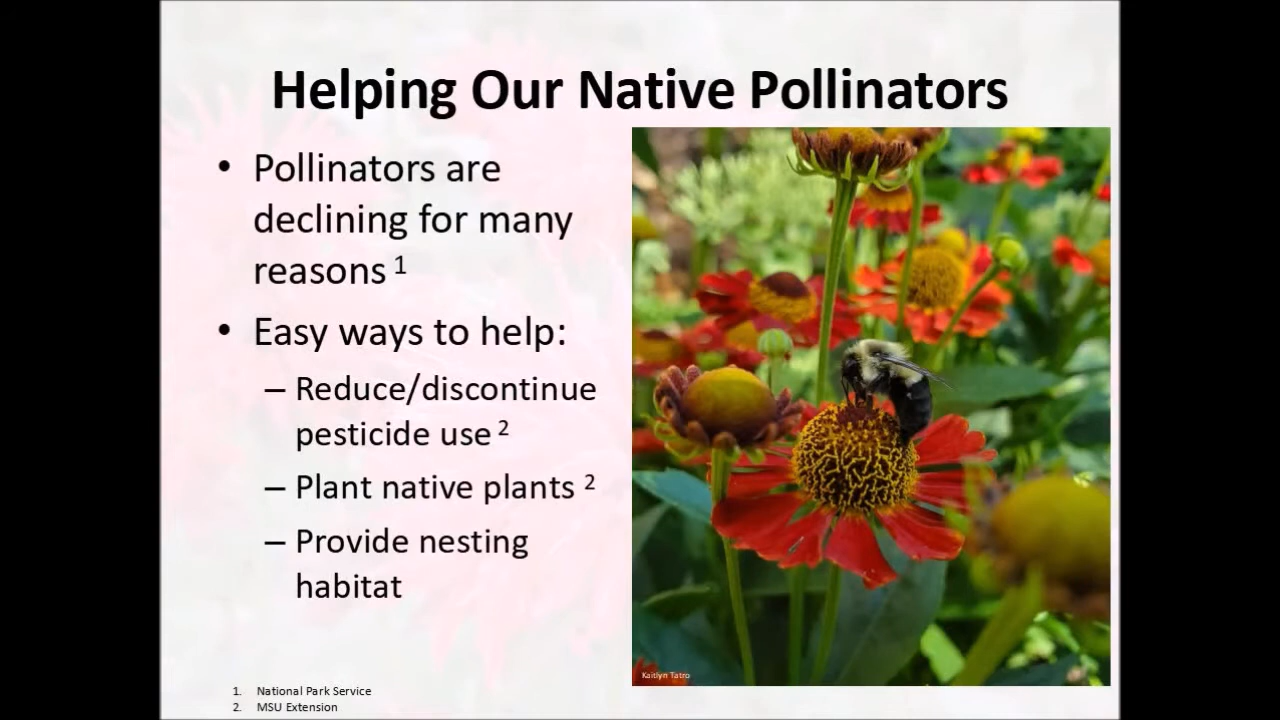 Helping Our Native Pollinators
• Pollinators are
declining for many
reasons 1
• Easy ways to help:
– Reduce/discontinue
pesticide use 2
– Plant native plants 2
– Provide nesting
habitat
Kaitlyn Tatro
1. National Park Service
2. MSU Extension